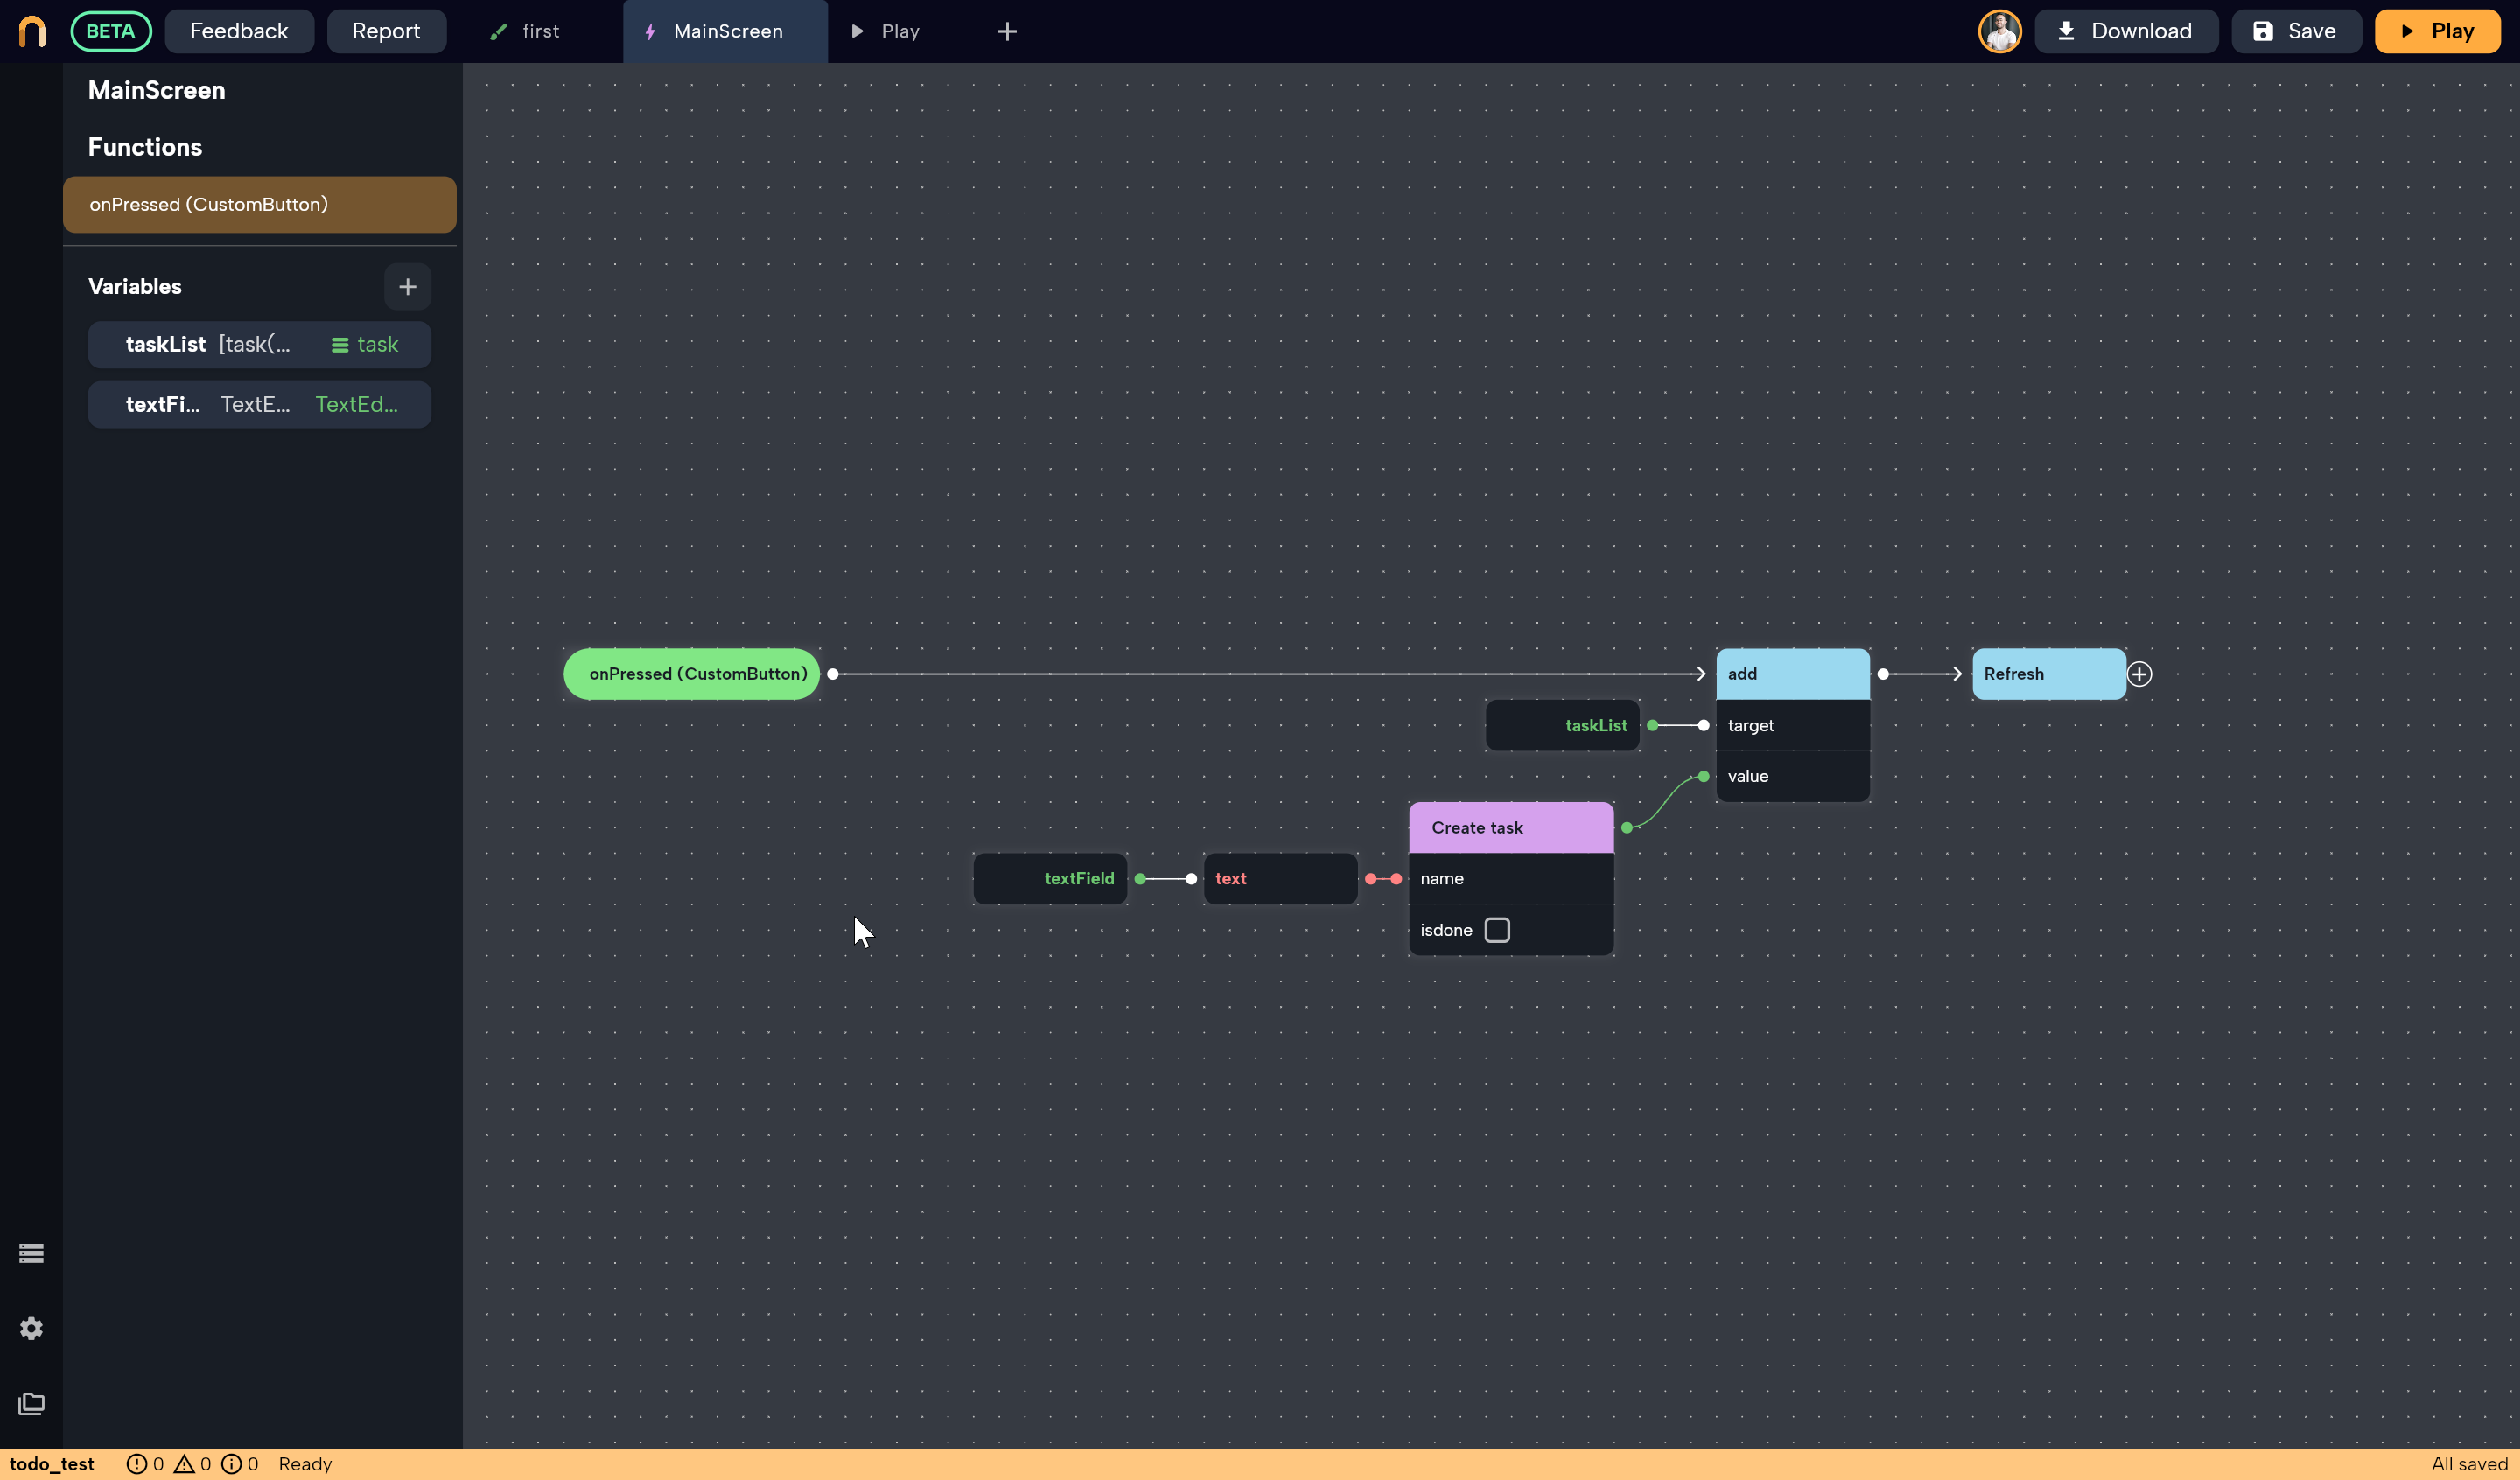 BETA
Feedback
Report
first
MainScreen
Play
Download
Save
Play
MainScreen
Functions
onPressed (CustomButton)
Variables
taskList [task(... task
textFi... TextE... TextEd...
onPressed (CustomButton)
add
Refresh
taskList
target
value
Create task
textField
text
name
isdone
todo_test 0 0 0 Ready
All saved